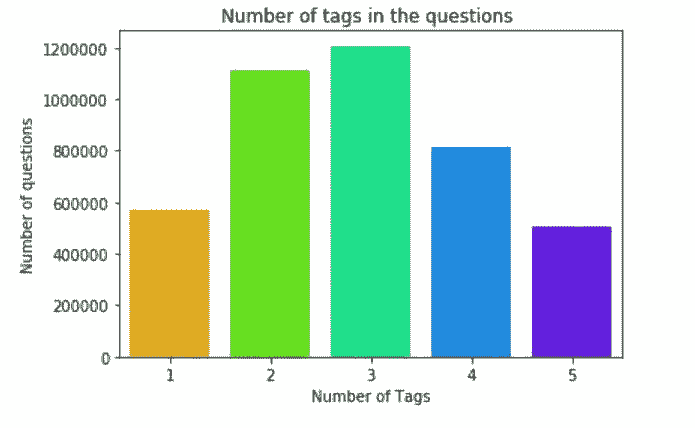 Number of tags in the questions
1200000
1000000
800000
600000
400000
200000
0
Number of questions
1 2 3 4 5
Number of Tags